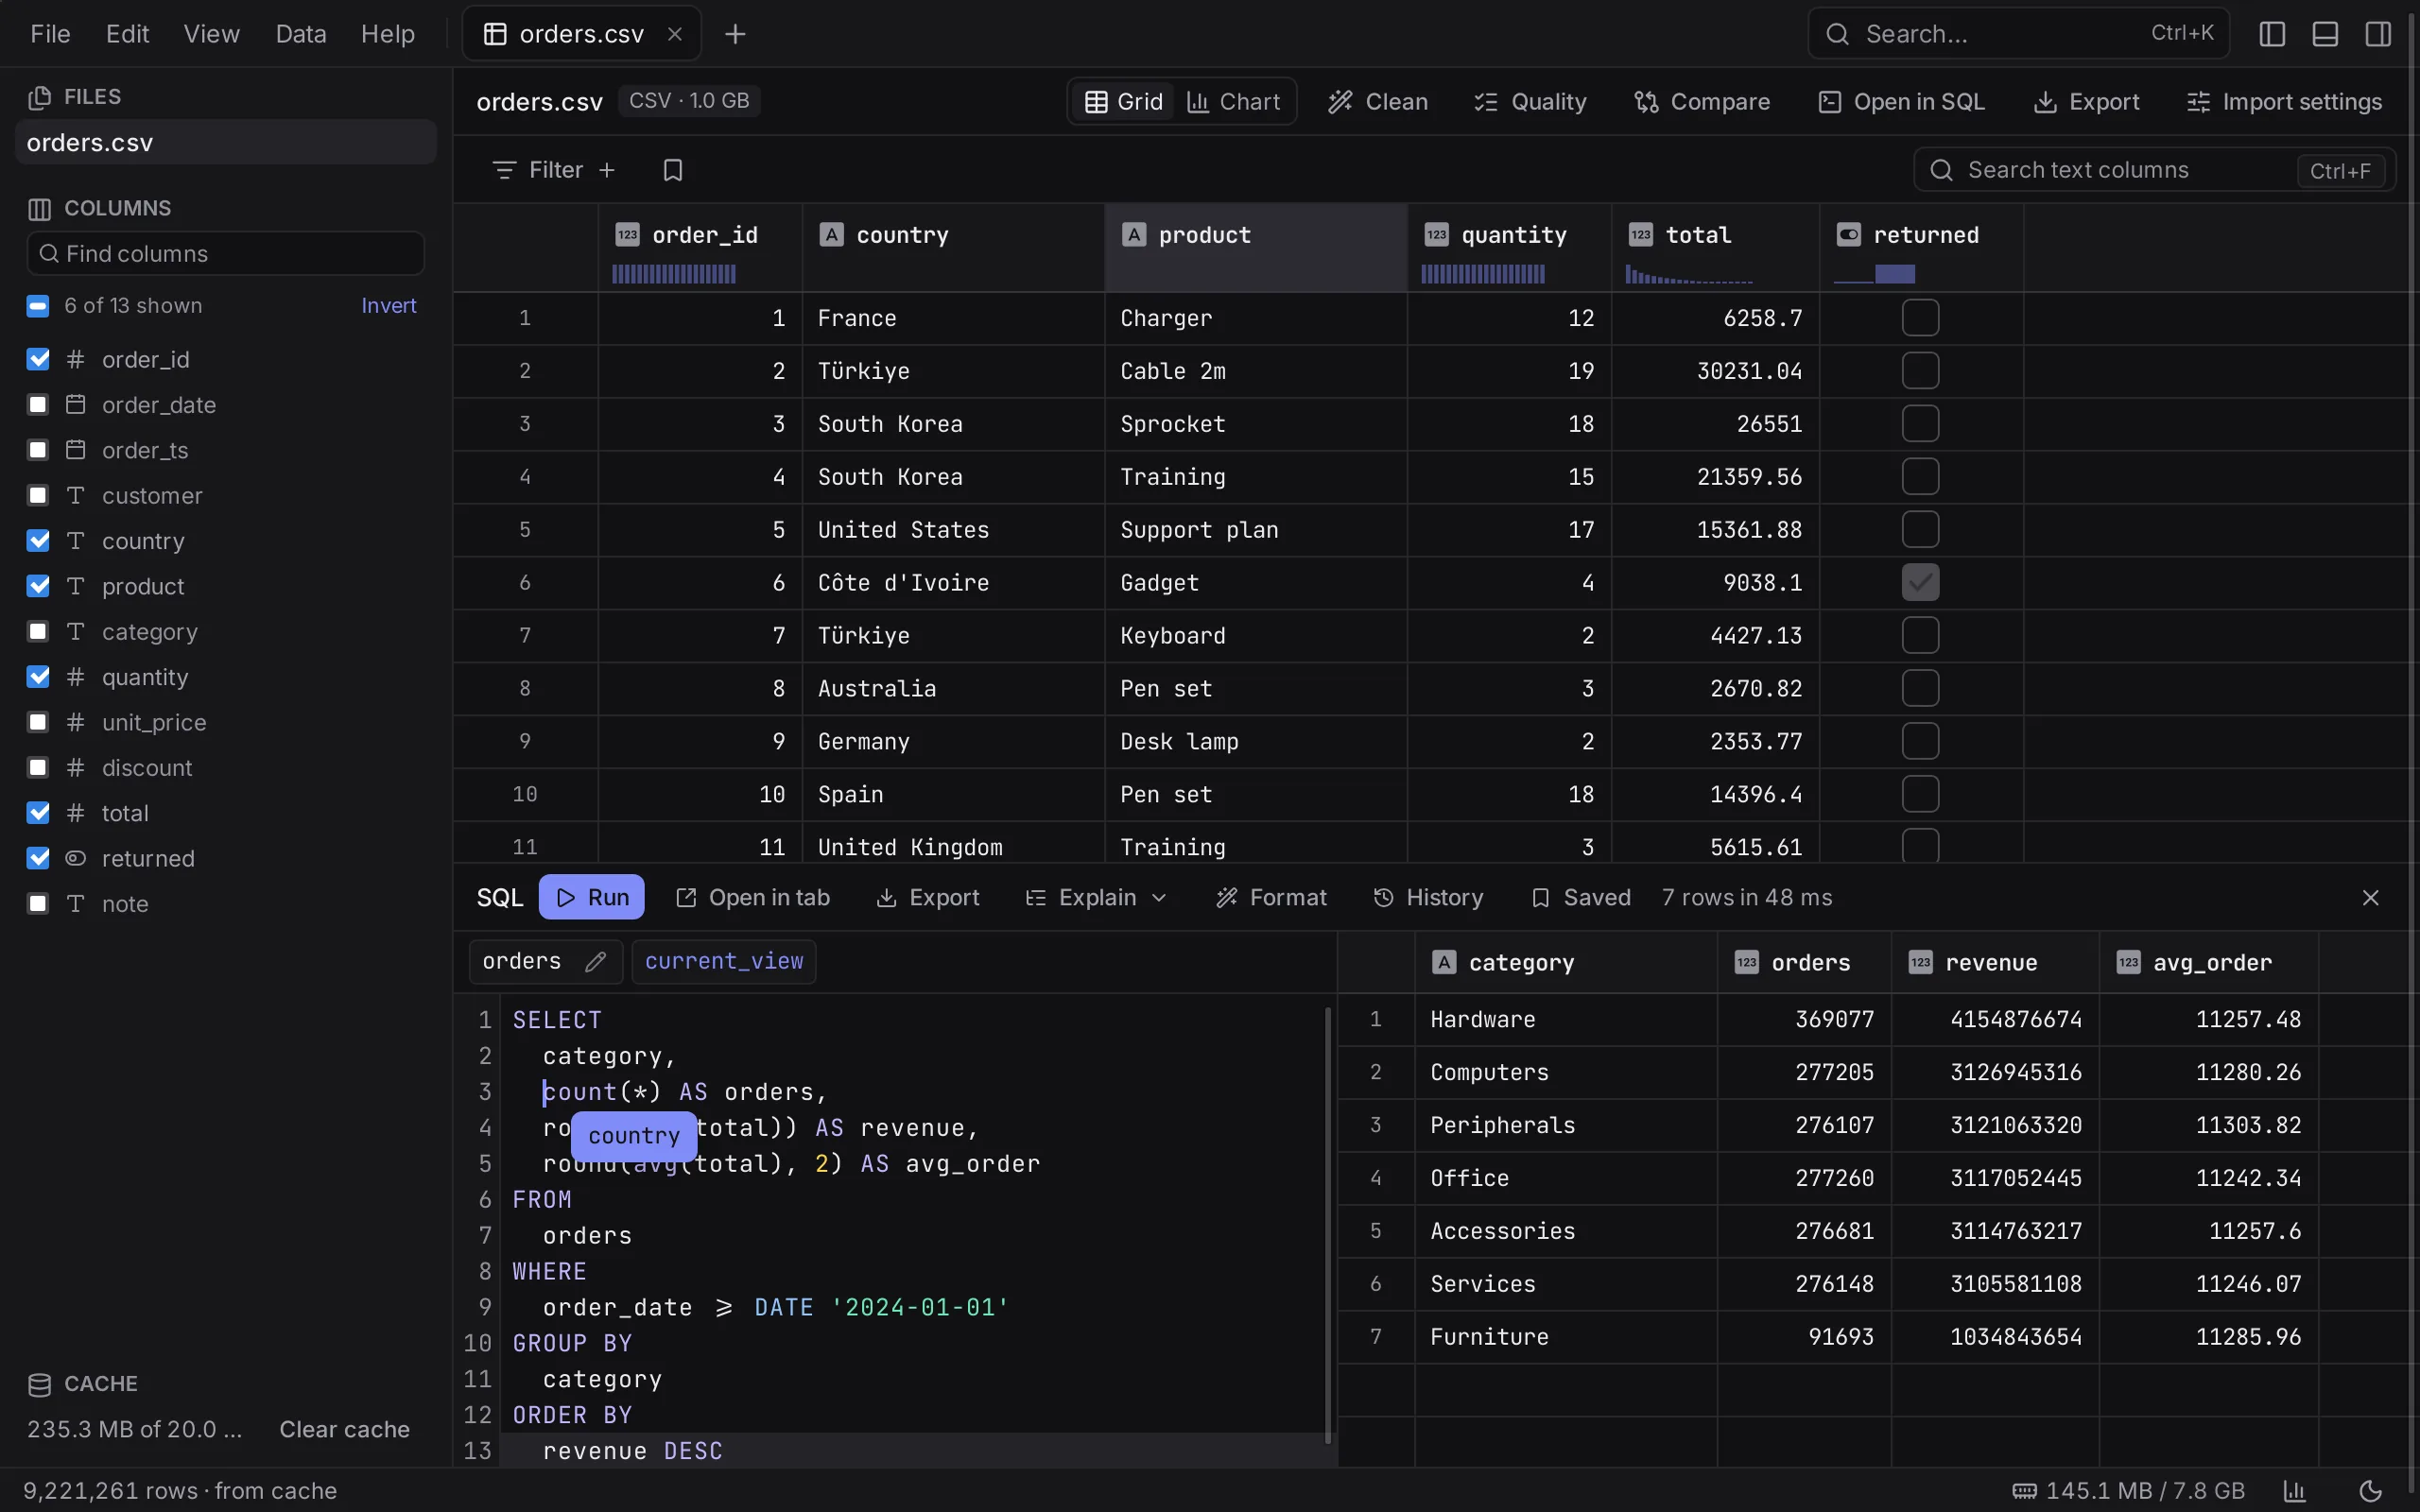 File Edit View Data Help orders.csv Search... Ctrl+K
FILES
orders.csv
COLUMNS
Find columns
6 of 13 shown Invert
order_id
order_date
order_ts
customer
country
product
category
quantity
unit_price
discount
total
returned
note
CACHE
235.3 MB of 20.0 ... Clear cache
orders.csv CSV · 1.0 GB Grid Chart Clean Quality Compare Open in SQL Export Import settings
Filter Search text columns Ctrl+F
order_id country product quantity total returned
1 1 France Charger 12 6258.7
2 2 Türkiye Cable 2m 19 30231.04
3 3 South Korea Sprocket 18 26551
4 4 South Korea Training 15 21359.56
5 5 United States Support plan 17 15361.88
6 6 Côte d'Ivoire Gadget 4 9038.1
7 7 Türkiye Keyboard 2 4427.13
8 8 Australia Pen set 3 2670.82
9 9 Germany Desk lamp 2 2353.77
10 10 Spain Pen set 18 14396.4
11 11 United Kingdom Training 3 5615.61
SQL Run Open in tab Export Explain Format History Saved 7 rows in 48 ms
orders current_view
1 SELECT
2 category,
3 count(*) AS orders,
country
4 total)) AS revenue,
5 round(avg(total), 2) AS avg_order
6 FROM
7 orders
8 WHERE
9 order_date >= DATE '2024-01-01'
10 GROUP BY
11 category
12 ORDER BY
13 revenue DESC
category orders revenue avg_order
1 Hardware 369077 4154876674 11257.48
2 Computers 277205 3126945316 11280.26
3 Peripherals 276107 3121063320 11303.82
4 Office 277260 3117052445 11242.34
5 Accessories 276681 3114763217 11257.6
6 Services 276148 3105581108 11246.07
7 Furniture 91693 1034843654 11285.96
9,221,261 rows · from cache 145.1 MB / 7.8 GB